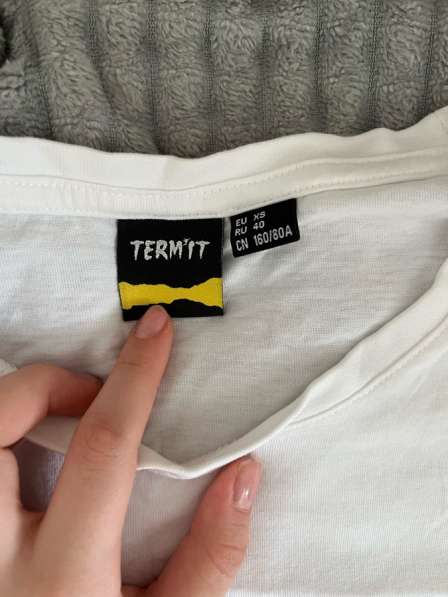 TERM'IT
EU XS
RU 40
CN 160/80A